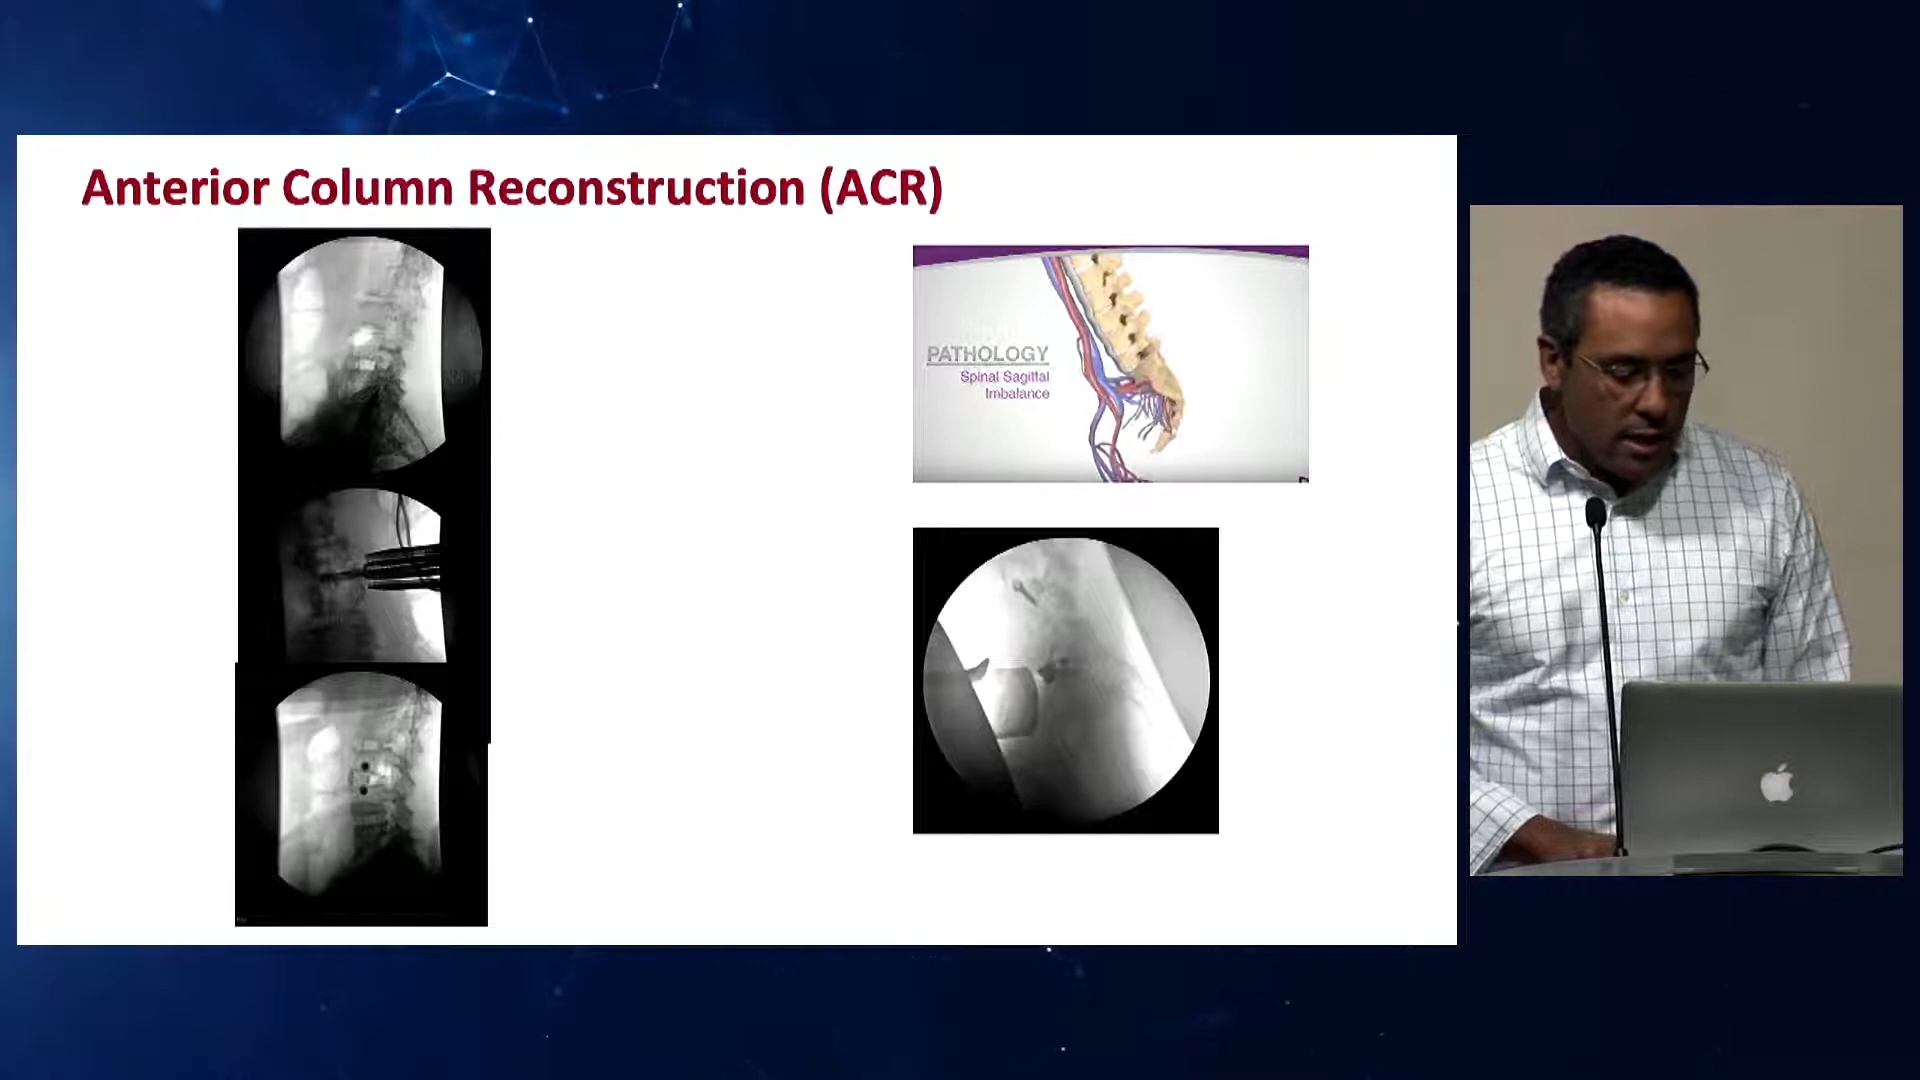 Anterior Column Reconstruction (ACR)
PATHOLOGY
Spinal Sagittal
Imbalance